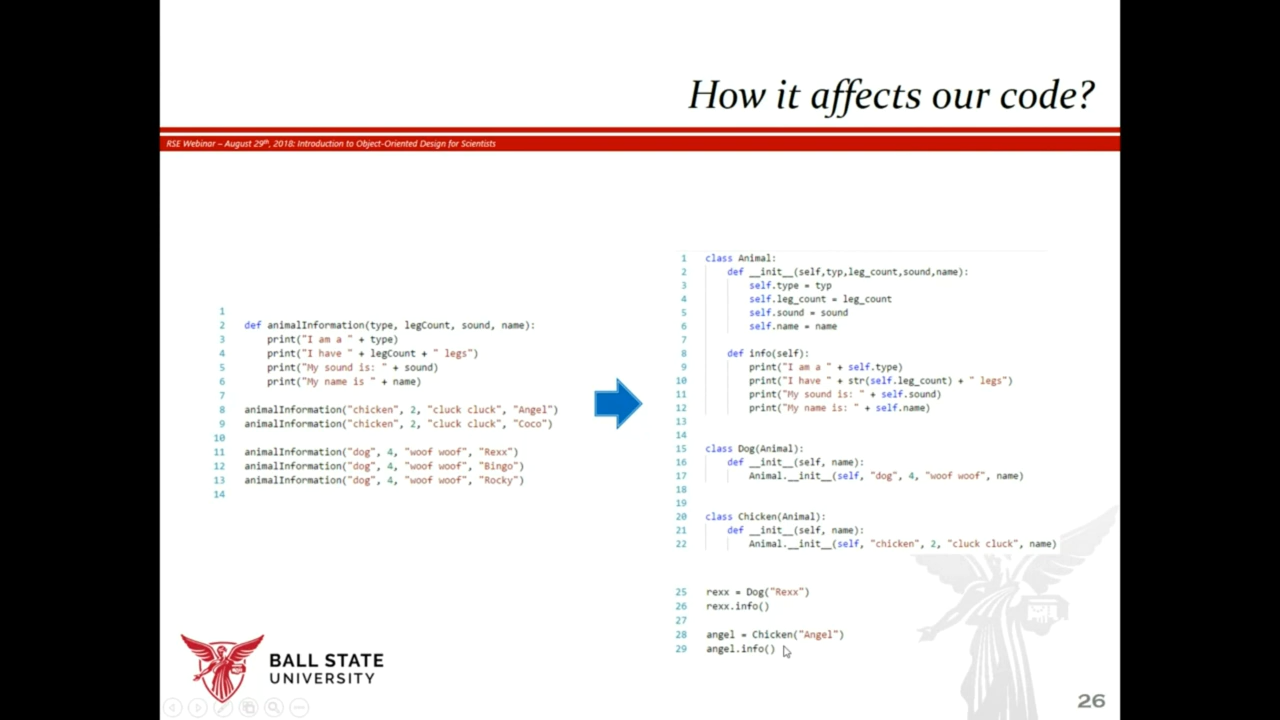 How it affects our code?
RSE Webinar – August 29th, 2018: Introduction to Object-Oriented Design for Scientists
1
2 def animalInformation(type, legCount, sound, name):
3 print("I am a " + type)
4 print("I have " + legCount + " legs")
5 print("My sound is: " + sound)
6 print("My name is " + name)
7
8 animalInformation("chicken", 2, "cluck cluck", "Angel")
9 animalInformation("chicken", 2, "cluck cluck", "Coco")
10
11 animalInformation("dog", 4, "woof woof", "Rexx")
12 animalInformation("dog", 4, "woof woof", "Bingo")
13 animalInformation("dog", 4, "woof woof", "Rocky")
14
1 class Animal:
2 def __init__(self,typ,leg_count,sound,name):
3 self.type = typ
4 self.leg_count = leg_count
5 self.sound = sound
6 self.name = name
7
8 def info(self):
9 print("I am a " + self.type)
10 print("I have " + str(self.leg_count) + " legs")
11 print("My sound is: " + self.sound)
12 print("My name is: " + self.name)
13
14
15 class Dog(Animal):
16 def __init__(self, name):
17 Animal.__init__(self, "dog", 4, "woof woof", name)
18
19
20 class Chicken(Animal):
21 def __init__(self, name):
22 Animal.__init__(self, "chicken", 2, "cluck cluck", name)
25 rexx = Dog("Rexx")
26 rexx.info()
27
28 angel = Chicken("Angel")
29 angel.info()
BALL STATE
UNIVERSITY
26